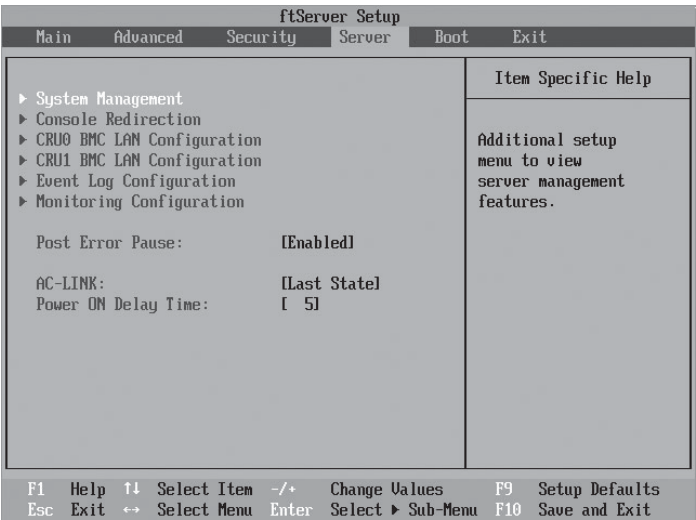 ftServer Setup
Main Advanced Security Server Boot Exit
▶ System Management
▶ Console Redirection
▶ CRU0 BMC LAN Configuration
▶ CRU1 BMC LAN Configuration
▶ Event Log Configuration
▶ Monitoring Configuration
Post Error Pause: [Enabled]
AC-LINK: [Last State]
Power ON Delay Time: [ 5]
Item Specific Help
Additional setup
menu to view
server management
features.
F1 Help ↑↓ Select Item -/+ Change Values F9 Setup Defaults
Esc Exit ↔ Select Menu Enter Select ▶ Sub-Menu F10 Save and Exit